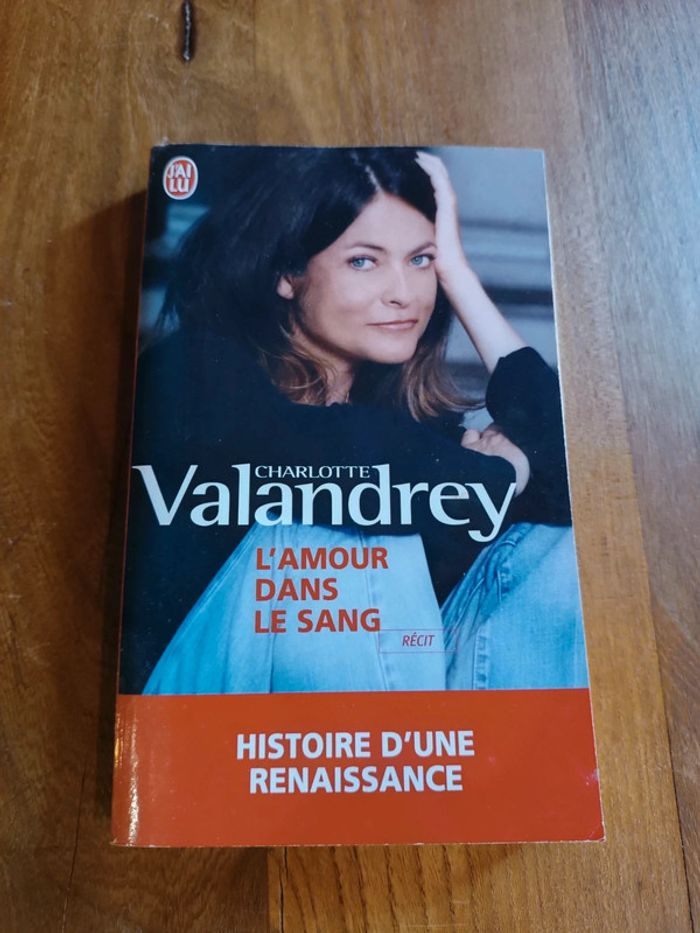 J'AI
LU
CHARLOTTE
Valandrey
L'AMOUR
DANS
LE SANG
RÉCIT
HISTOIRE D'UNE
RENAISSANCE